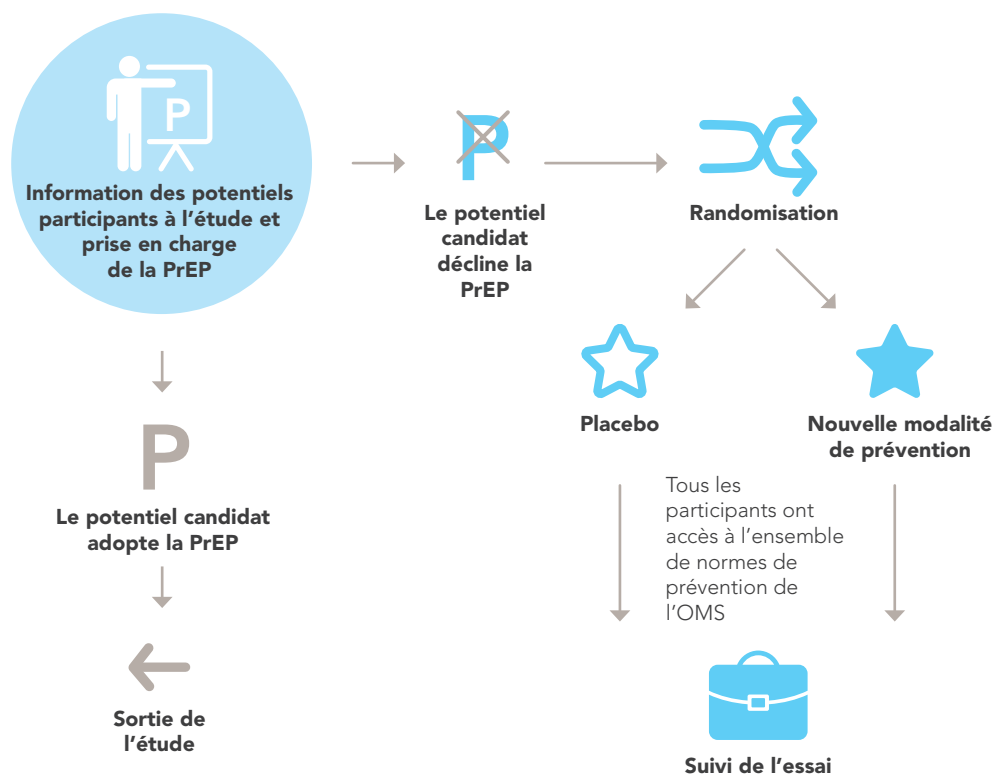 P
Information des potentiels
participants à l’étude et
prise en charge
de la PrEP
P
Le potentiel
candidat
décline la
PrEP
Randomisation
P
Le potentiel candidat
adopte la PrEP
Sortie de
l’étude
Placebo
Nouvelle modalité
de prévention
Tous les
participants ont
accès à l’ensemble
de normes de
prévention de
l’OMS
Suivi de l’essai